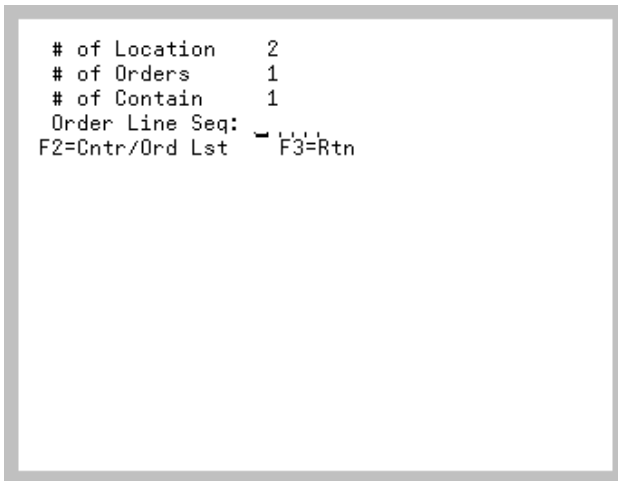 # of Location 2
# of Orders 1
# of Contain 1
Order Line Seq:
F2=Cntr/Ord Lst F3=Rtn